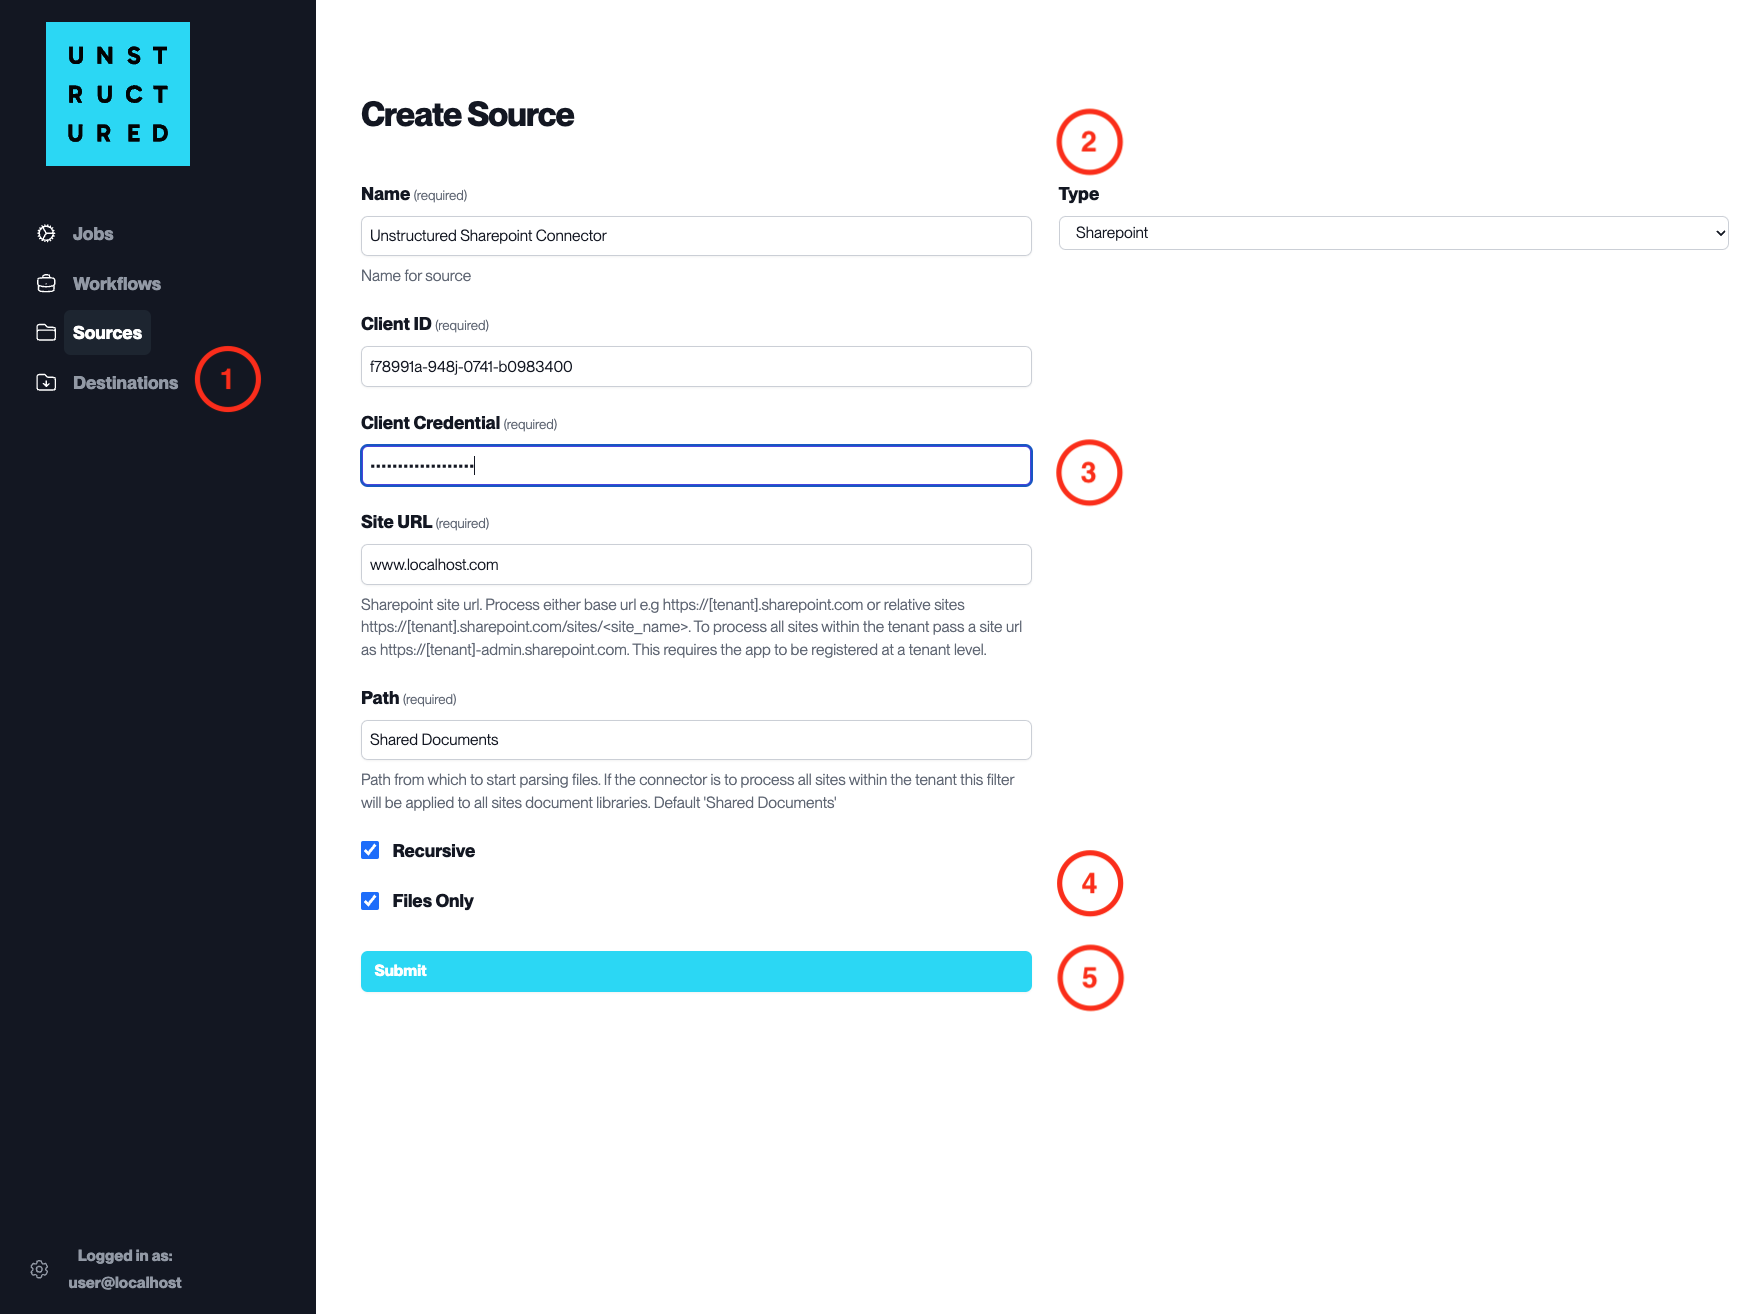 UNST
RUCT
URED
Jobs
Workflows
Sources
Destinations
1
Logged in as:
user@localhost
Create Source
2
Name (required)
Unstructured Sharepoint Connector
Name for source
Type
Sharepoint
Client ID (required)
f78991a-948j-0741-b0983400
Client Credential (required)
•••••••••••••••••••
3
Site URL (required)
www.localhost.com
Sharepoint site url. Process either base url e.g https://[tenant].sharepoint.com or relative sites
https://[tenant].sharepoint.com/sites/<site_name>. To process all sites within the tenant pass a site url
as https://[tenant]-admin.sharepoint.com. This requires the app to be registered at a tenant level.
Path (required)
Shared Documents
Path from which to start parsing files. If the connector is to process all sites within the tenant this filter
will be applied to all sites document libraries. Default 'Shared Documents'
Recursive
Files Only
4
Submit
5